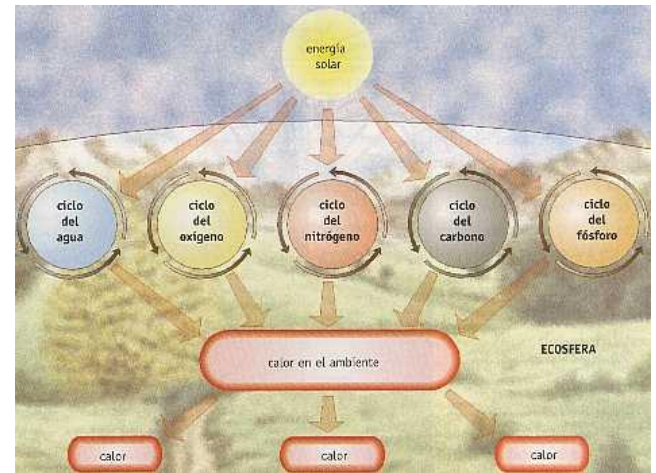 energía
solar
ciclo
del
agua
ciclo
del
oxígeno
ciclo
del
nitrógeno
ciclo
del
carbono
ciclo
del
fósforo
calor en el ambiente
ECOSFERA
calor
calor
calor